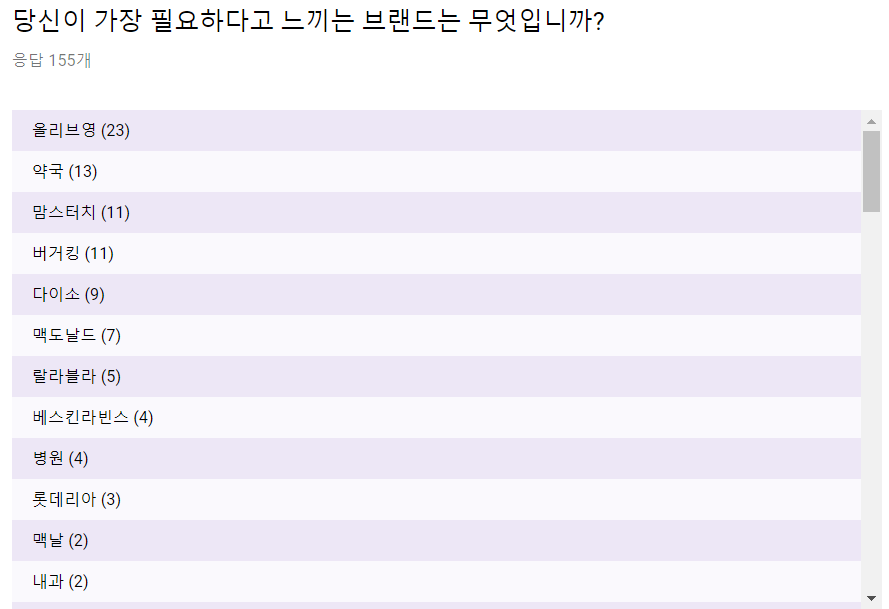 당신이 가장 필요하다고 느끼는 브랜드는 무엇입니까?
응답 155개
올리브영 (23)
약국 (13)
맘스터치 (11)
버거킹 (11)
다이소 (9)
맥도날드 (7)
랄라블라 (5)
베스킨라빈스 (4)
병원 (4)
롯데리아 (3)
맥날 (2)
내과 (2)